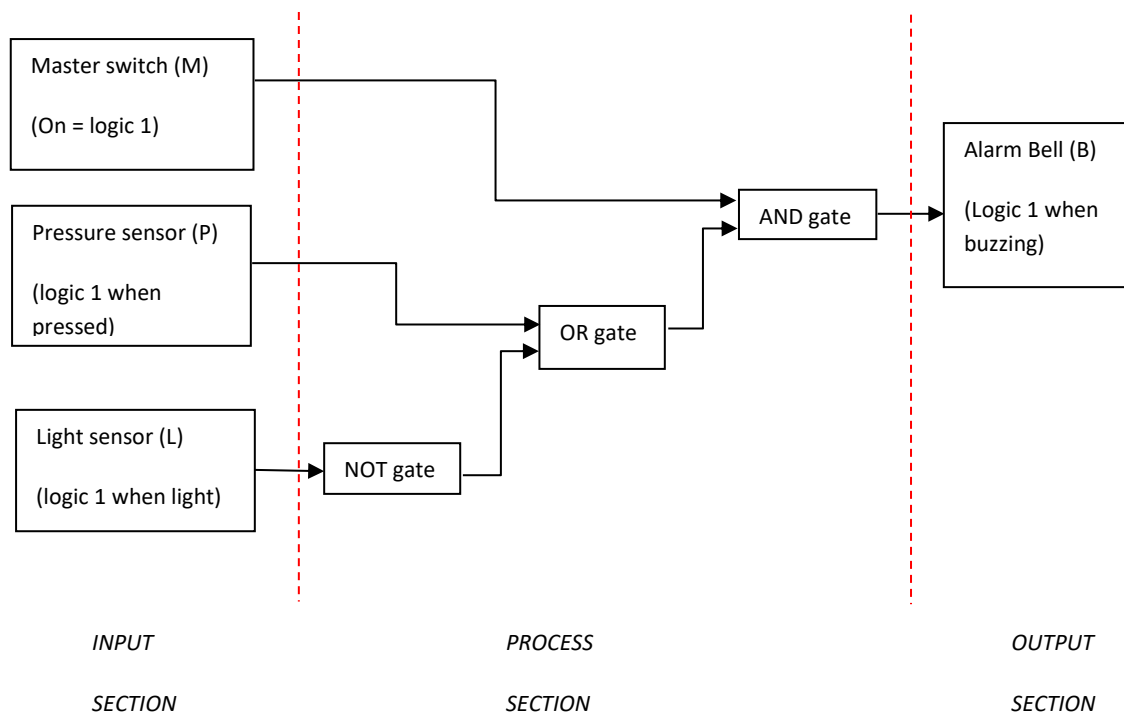 Master switch (M)
(On = logic 1)
Pressure sensor (P)
(logic 1 when
pressed)
Light sensor (L)
(logic 1 when light)
NOT gate
OR gate
AND gate
Alarm Bell (B)
(Logic 1 when
buzzing)
INPUT
SECTION
PROCESS
SECTION
OUTPUT
SECTION